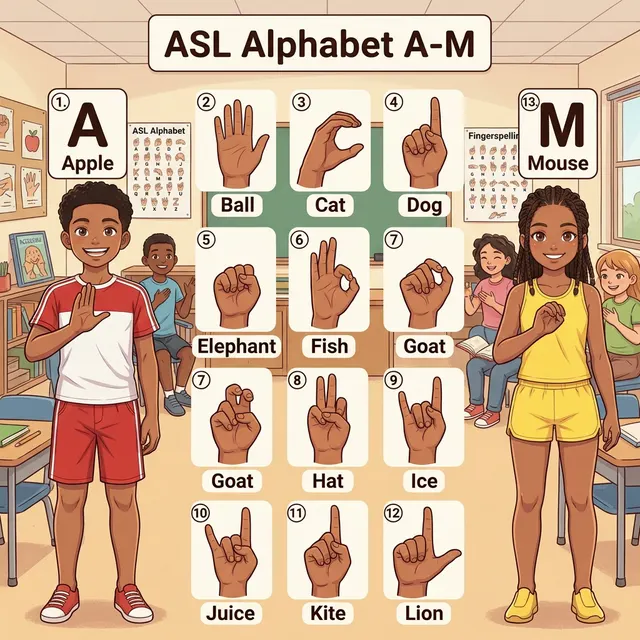 ASL Alphabet A-M
1.
A
Apple
ASL Alphabet
2
Ball
3
Cat
4
Dog
Fingerspellin
13.
M
Mouse
5
Elephant
6
Fish
7
Goat
7
Goat
8
Hat
9
Ice
10
Juice
11
Kite
12
Lion